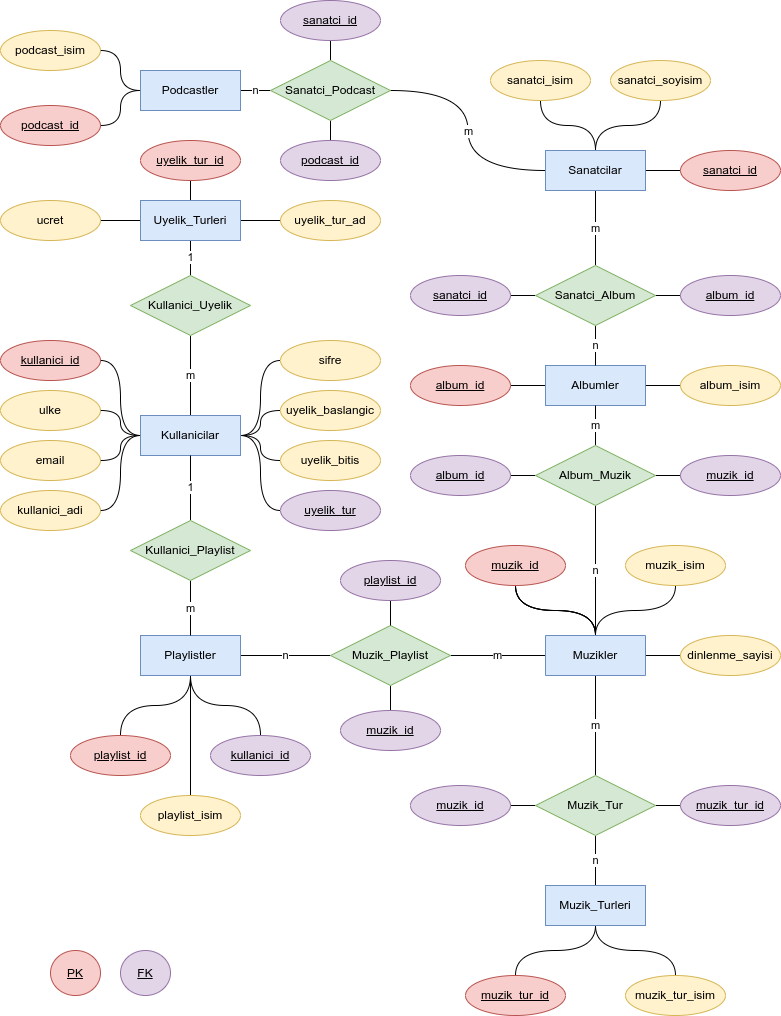 sanatci_id
podcast_isim
Podcastler
n
Sanatci_Podcast
sanatci_isim
sanatci_soyisim
podcast_id
m
uyelik_tur_id
podcast_id
Sanatcilar
sanatci_id
ucret
Uyelik_Turleri
uyelik_tur_ad
m
1
Kullanici_Uyelik
sanatci_id
Sanatci_Album
album_id
n
kullanici_id
sifre
m
album_id
Albumler
album_isim
ulke
uyelik_baslangic
m
Kullanicilar
email
uyelik_bitis
album_id
Album_Muzik
muzik_id
1
kullanici_adi
uyelik_tur
Kullanici_Playlist
muzik_id
n
muzik_isim
playlist_id
m
Playlistler
n
Muzik_Playlist
m
Muzikler
dinlenme_sayisi
muzik_id
m
playlist_id
kullanici_id
playlist_isim
muzik_id
Muzik_Tur
muzik_tur_id
n
Muzik_Turleri
PK
FK
muzik_tur_id
muzik_tur_isim